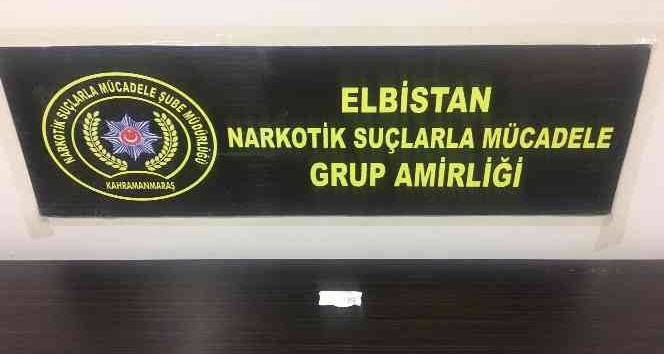 NARKOTİK SUÇLARLA MÜCADELE ŞUBE MÜDÜRLÜĞÜ
KAHRAMANMARAŞ
ELBİSTAN
NARKOTİK SUÇLARLA MÜCADELE
GRUP AMİRLİĞİ